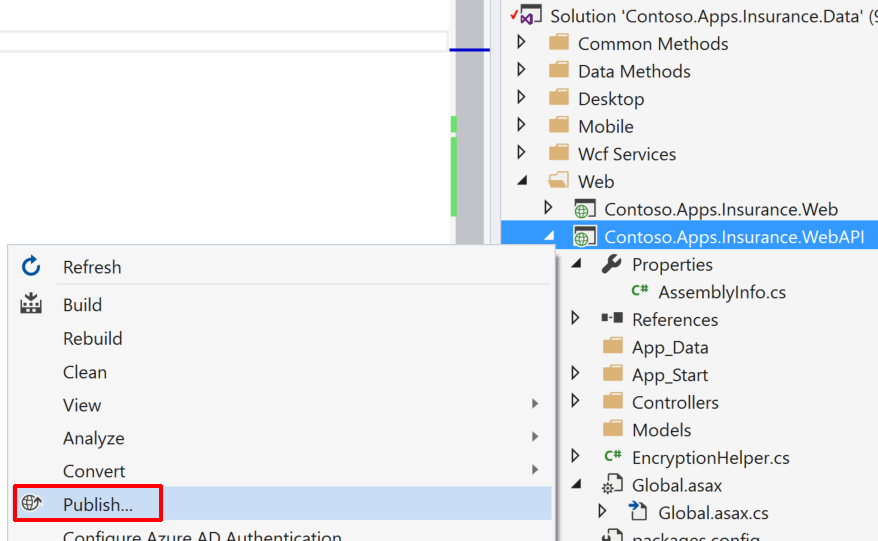 Solution 'Contoso.Apps.Insurance.Data' (9
Common Methods
Data Methods
Desktop
Mobile
Wcf Services
Web
Contoso.Apps.Insurance.Web
Contoso.Apps.Insurance.WebAPI
Properties
C# AssemblyInfo.cs
References
App_Data
App_Start
Controllers
Models
C# EncryptionHelper.cs
Global.asax
Global.asax.cs
packages.config
Refresh
Build
Rebuild
Clean
View
Analyze
Convert
Publish...
Configure Azure AD Authentication